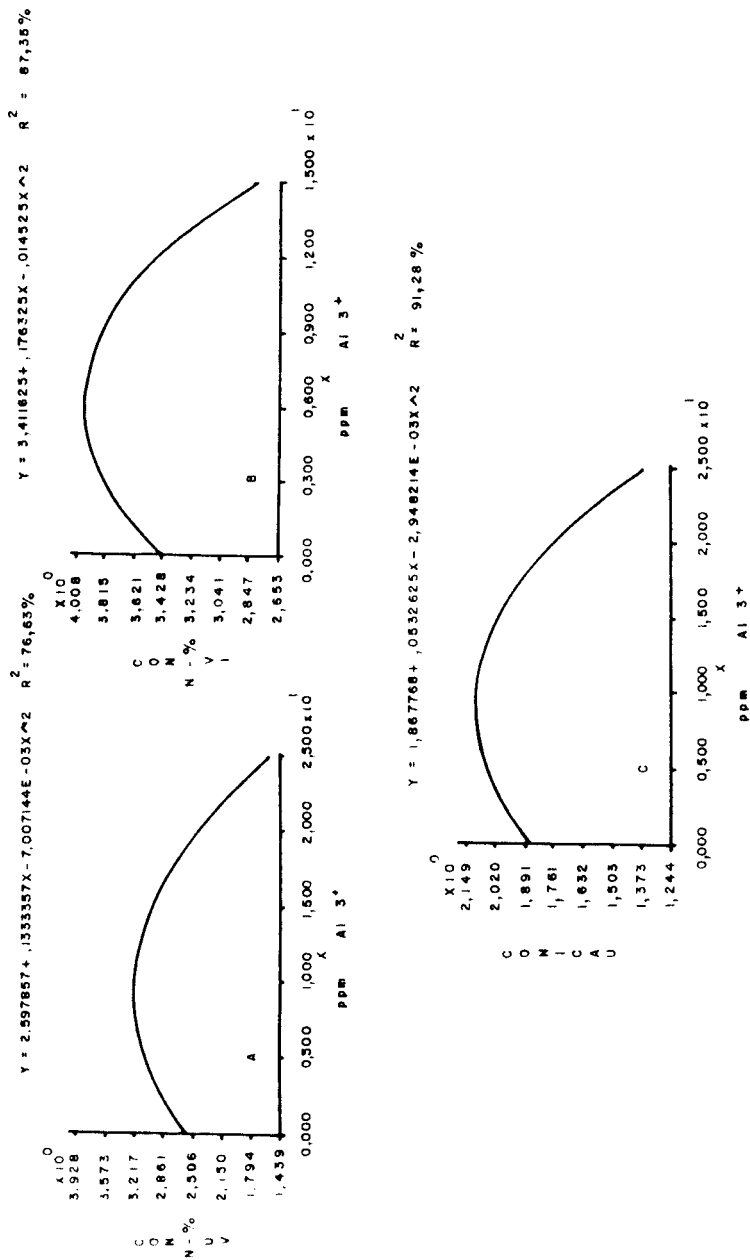 Y = 2.597857+ ,1333357X-7,007144E-03X^2 R²=76,63%
X10⁰
3.928
3.573
3,217
2,861
2,506
2,150
1.794
1,439
C
O
N
N-%
U
V
A
0,000 0,500 1,000 1,500 2,000 2,500 x10¹
X
ppm Al 3+
Y = 3,411625+ ,176325X-,014525X^2 R² = 87,35%
X10⁰
4.008
3.815
3,621
3,428
3,234
3,041
2,847
2,653
C
O
N
N-%
V
I
B
0,000 0,300 0,600 0,900 1,200 1,500 x10¹
X
ppm Al 3+
Y = 1,867768+ ,0532625X-2,948214E-03X^2 R² = 91,28 %
X10⁰
2,149
2,020
1,891
1,761
1,632
1,503
1,373
1,244
C
O
N
I
C
A
U
C
0,000 0,500 1,000 1,500 2,000 2,500 x10¹
X
ppm Al 3+